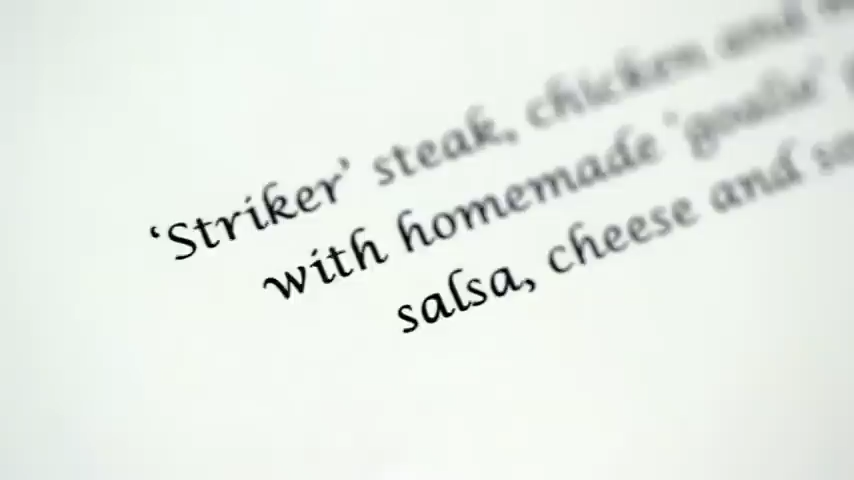 ‘Striker’ steak, chicken and
with homemade ‘goalie’
salsa, cheese and